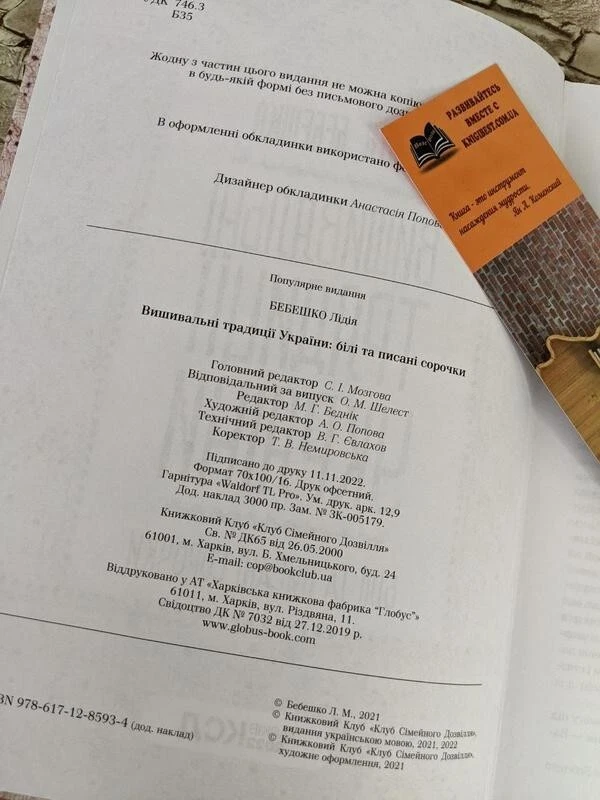 УДК 746.3
Б35
Жодну з частин цього видання не можна копію
в будь-якій формі без письмового дозв
В оформленні обкладинки використано ф
Дизайнер обкладинки Анастасія Попова
Популярне видання
БЕБЕШКО Лідія
Вишивальні традиції України: білі та писані сорочки
Головний редактор С. І. Мозгова
Відповідальний за випуск О. М. Шелест
Редактор М. Г. Беднік
Художній редактор А. О. Попова
Технічний редактор В. Г. Євлахов
Коректор Т. В. Немировська
Підписано до друку 11.11.2022.
Формат 70х100/16. Друк офсетний.
Гарнітура «Waldorf TL Pro». Ум. друк. арк. 12,9
Дод. наклад 3000 пр. Зам. № ЗК-005179.
Книжковий Клуб «Клуб Сімейного Дозвілля»
Св. № ДК65 від 26.05.2000
61001, м. Харків, вул. Б. Хмельницького, буд. 24
E-mail: cop@bookclub.ua
Віддруковано у АТ «Харківська книжкова фабрика “Глобус”»
61011, м. Харків, вул. Різдвяна, 11.
Свідоцтво ДК № 7032 від 27.12.2019 р.
www.globus-book.com
BN 978-617-12-8593-4 (дод. наклад)
© Бебешко Л. М., 2021
© Книжковий Клуб «Клуб Сімейного Дозвілля»,
видання українською мовою, 2021, 2022
© Книжковий Клуб «Клуб Сімейного Дозвілля»,
художнє оформлення, 2021
РАЗВИВАЙТЕСЬ
ВМЕСТЕ С
KNIGIBEST.COM.UA
Книга - это инструмент
насаждения мудрости.
Ян А. Коменский